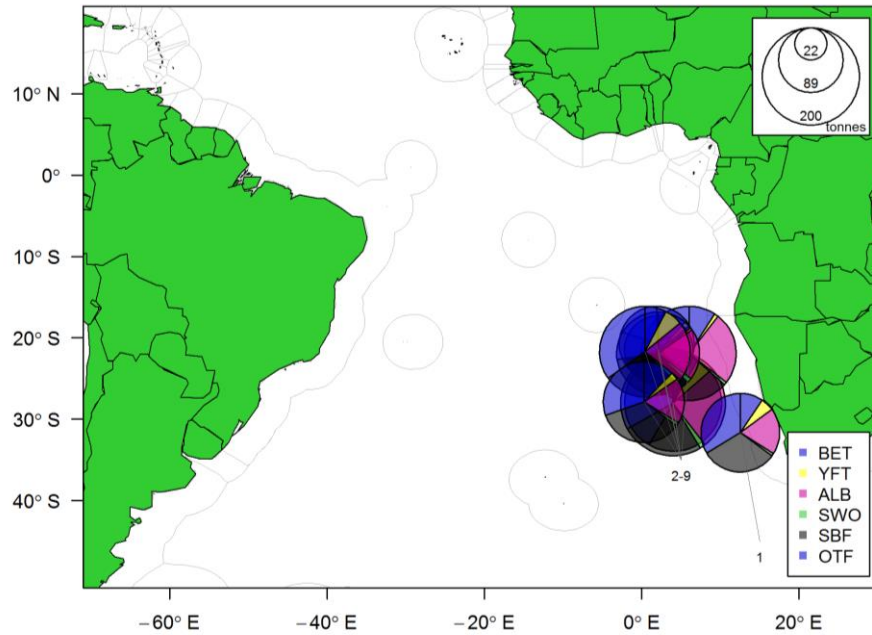 22
89
200
tonnes
10° N
0°
10° S
20° S
30° S
40° S
2-9
1
BET
YFT
ALB
SWO
SBF
OTF
−60° E
−40° E
−20° E
0° E
20° E